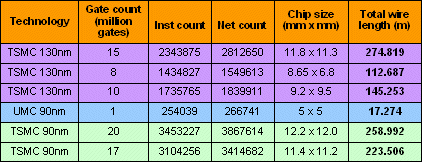 Technology Gate count (million gates) Inst count Net count Chip size (mm x mm) Total wire length (m)
TSMC 130nm 15 2343875 2812650 11.8 x 11.3 274.819
TSMC 130nm 8 1434827 1549613 8.65 x 6.8 112.687
TSMC 130nm 10 1735765 1839911 9.2 x 9.5 145.253
UMC 90nm 1 254039 266741 5 x 5 17.274
TSMC 90nm 20 3453227 3867614 12.2 x 12.0 258.992
TSMC 90nm 17 3104256 3414682 11.4 x 11.2 223.506